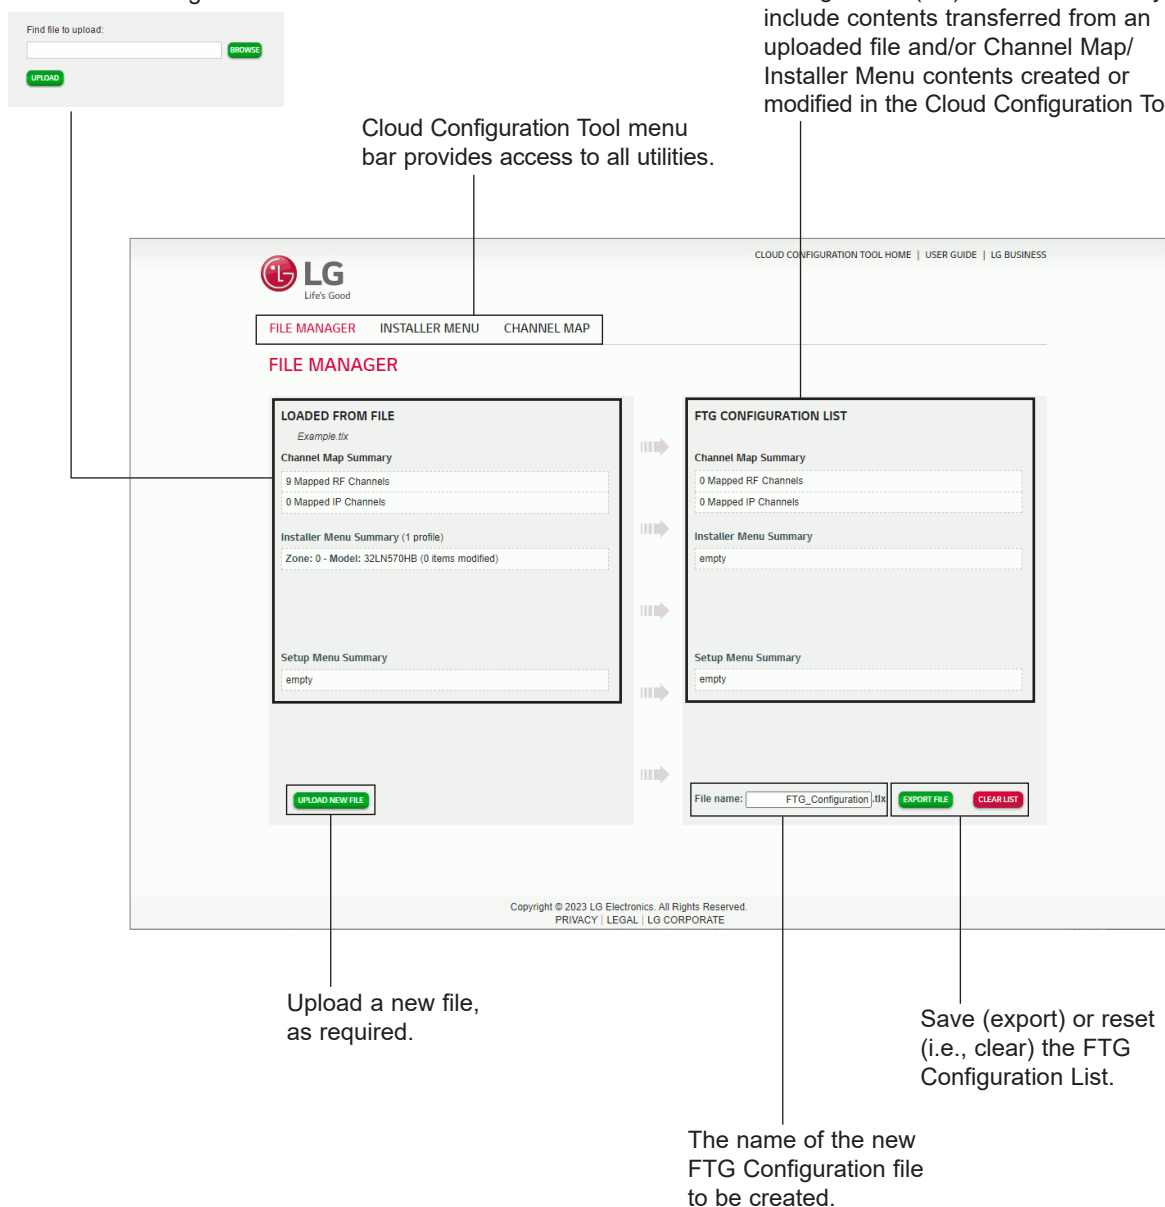 Find file to upload:
BROWSE
UPLOAD
include contents transferred from an
uploaded file and/or Channel Map/
Installer Menu contents created or
modified in the Cloud Configuration To
Cloud Configuration Tool menu
bar provides access to all utilities.
LG
Life's Good
CLOUD CONFIGURATION TOOL HOME | USER GUIDE | LG BUSINESS
FILE MANAGER INSTALLER MENU CHANNEL MAP
FILE MANAGER
LOADED FROM FILE
Example.tlx
Channel Map Summary
9 Mapped RF Channels
0 Mapped IP Channels
Installer Menu Summary (1 profile)
Zone: 0 - Model: 32LN570HB (0 items modified)
Setup Menu Summary
empty
UPLOAD NEW FILE
FTG CONFIGURATION LIST
Channel Map Summary
0 Mapped RF Channels
0 Mapped IP Channels
Installer Menu Summary
empty
Setup Menu Summary
empty
File name: FTG_Configuration .tlx
EXPORT FILE
CLEAR LIST
Copyright © 2023 LG Electronics. All Rights Reserved.
PRIVACY | LEGAL | LG CORPORATE
Upload a new file,
as required.
Save (export) or reset
(i.e., clear) the FTG
Configuration List.
The name of the new
FTG Configuration file
to be created.